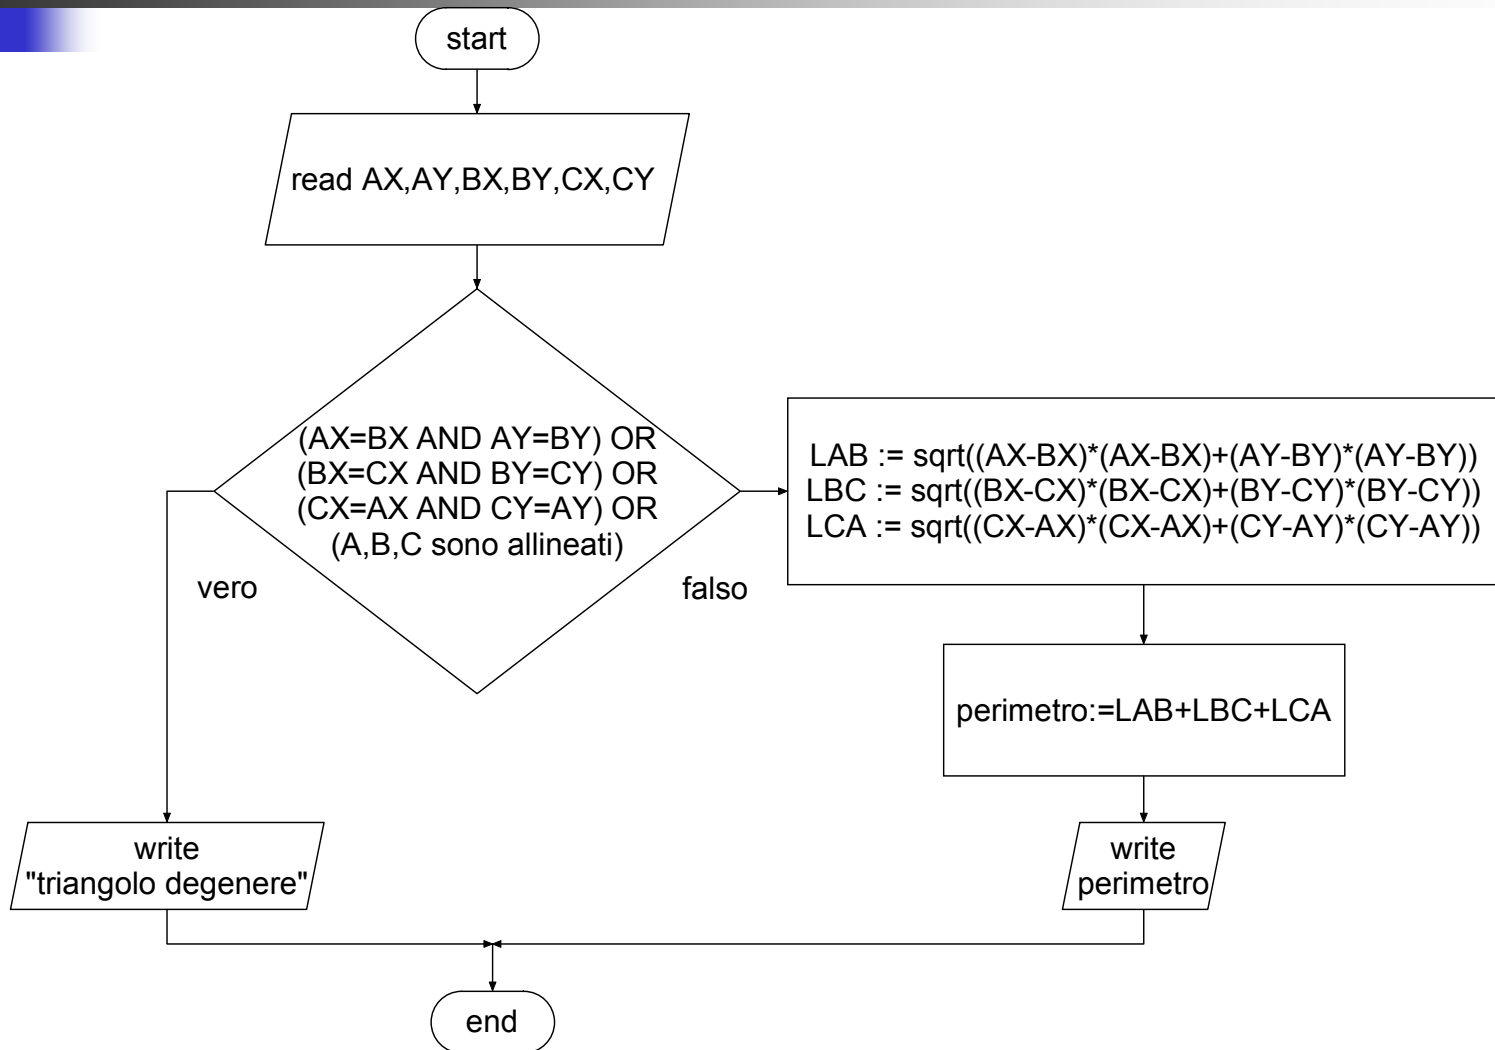 start
read AX,AY,BX,BY,CX,CY
(AX=BX AND AY=BY) OR
(BX=CX AND BY=CY) OR
(CX=AX AND CY=AY) OR
(A,B,C sono allineati)
vero
falso
LAB := sqrt((AX-BX)*(AX-BX)+(AY-BY)*(AY-BY))
LBC := sqrt((BX-CX)*(BX-CX)+(BY-CY)*(BY-CY))
LCA := sqrt((CX-AX)*(CX-AX)+(CY-AY)*(CY-AY))
perimetro:=LAB+LBC+LCA
write
"triangolo degenere"
write
perimetro
end